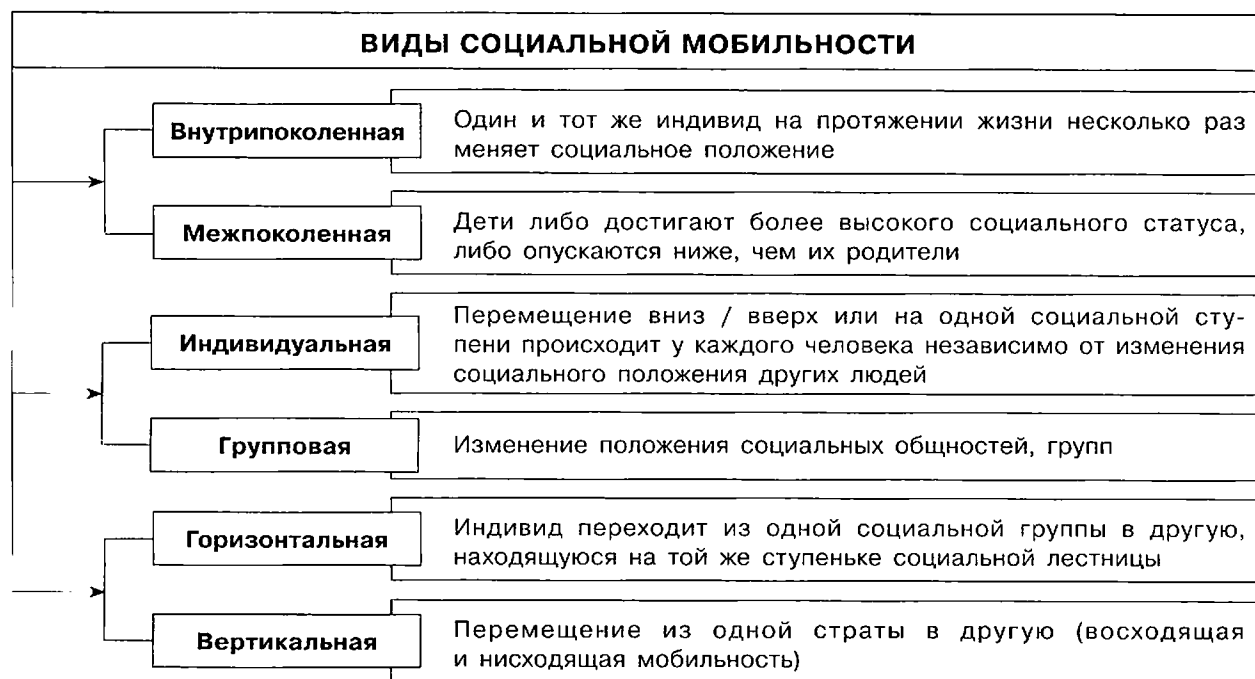 ВИДЫ СОЦИАЛЬНОЙ МОБИЛЬНОСТИ
Внутрипоколенная
Один и тот же индивид на протяжении жизни несколько раз
меняет социальное положение
Межпоколенная
Дети либо достигают более высокого социального статуса,
либо опускаются ниже, чем их родители
Индивидуальная
Перемещение вниз / вверх или на одной социальной сту-
пени происходит у каждого человека независимо от изменения
социального положения других людей
Групповая
Изменение положения социальных общностей, групп
Горизонтальная
Индивид переходит из одной социальной группы в другую,
находящуюся на той же ступеньке социальной лестницы
Вертикальная
Перемещение из одной страты в другую (восходящая
и нисходящая мобильность)